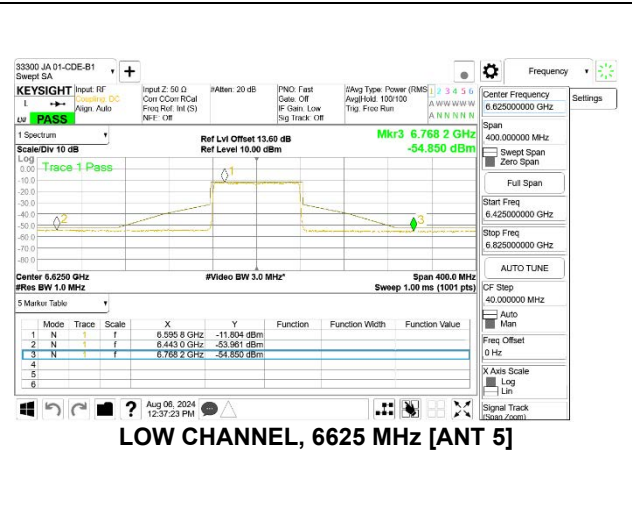 33300 JA 01-CDE-B1
Swept SA
Frequency
Settings
KEYSIGHT Input: RF Input Z: 50 Ω #Atten: 20 dB PNO: Fast #Avg Type: Power (RMS 1 2 3 4 5 6
L Coupling: DC Corr CCorr RCal Gate: Off Avg|Hold: 100/100 A W W W W W
Align: Auto Freq Ref: Int (S) IF Gain: Low Trig: Free Run
LNI PASS NFE: Off Sig Track: Off A N N N N N
1 Spectrum
Ref Lvl Offset 13.60 dB Mkr3 6.768 2 GHz
Scale/Div 10 dB Ref Level 10.00 dBm -54.850 dBm
Log
Trace 1 Pass
0.00
-10.0
-20.0
-30.0
-40.0
-50.0
-60.0
-70.0
-80.0
1
2
3
Center 6.6250 GHz #Video BW 3.0 MHz* Span 400.0 MHz
#Res BW 1.0 MHz Sweep 1.00 ms (1001 pts)
5 Marker Table
Mode Trace Scale X Y Function Function Width Function Value
1 N 1 f 6.595 8 GHz -11.804 dBm
2 N 1 f 6.443 0 GHz -53.961 dBm
3 N 1 f 6.768 2 GHz -54.850 dBm
4
5
6
Aug 06, 2024
12:37:23 PM
?
Center Frequency
6.625000000 GHz
Span
400.000000 MHz
Swept Span
Zero Span
Full Span
Start Freq
6.425000000 GHz
Stop Freq
6.825000000 GHz
AUTO TUNE
CF Step
40.000000 MHz
Auto
Man
Freq Offset
0 Hz
X Axis Scale
Log
Lin
Signal Track
(Span Zoom)
LOW CHANNEL, 6625 MHz [ANT 5]